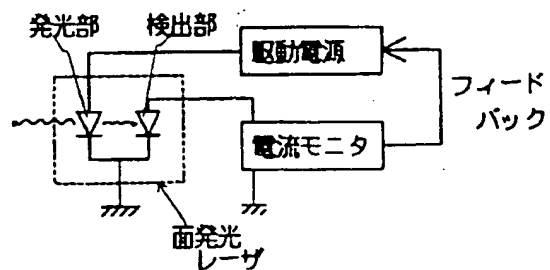 発光部
検出部
駆動電源
フィード
バック
電流モニタ
面発光
レーザ